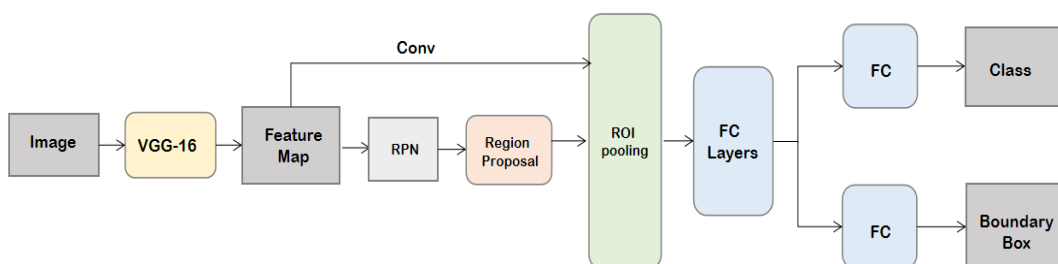 Conv
Image
VGG-16
Feature
Map
RPN
Region
Proposal
ROI
pooling
FC
Layers
FC
Class
FC
Boundary
Box